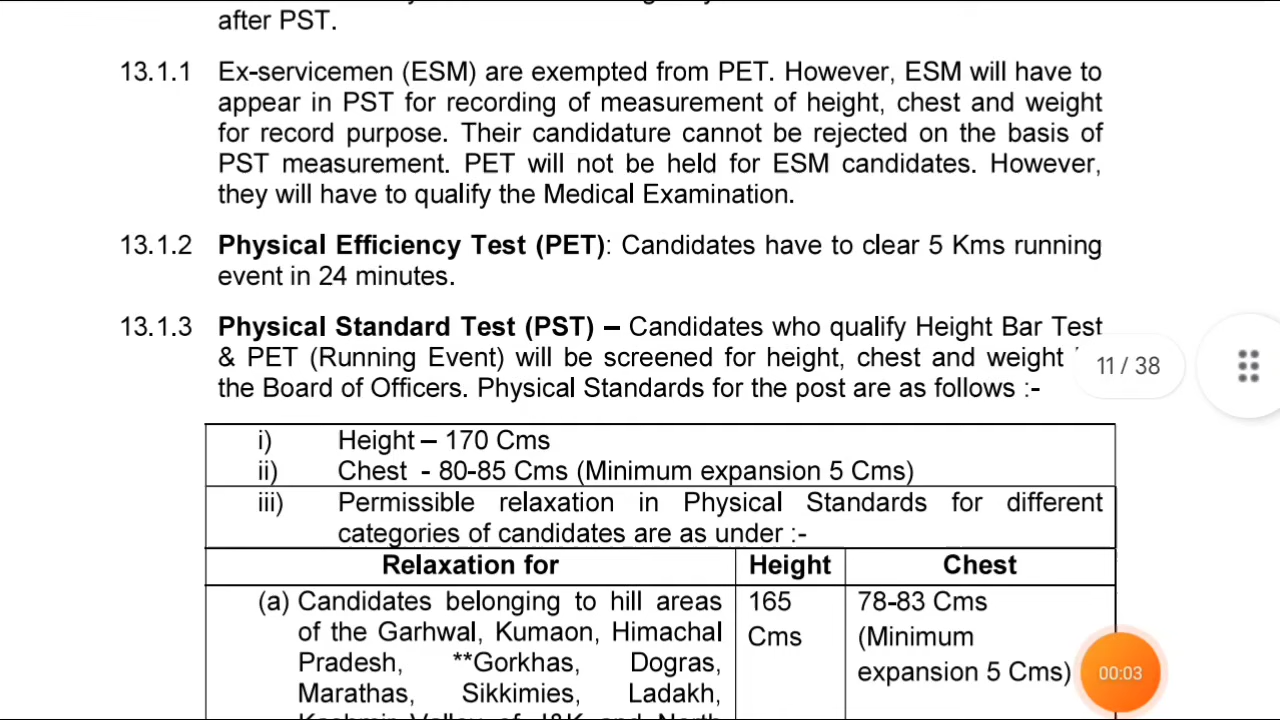 after PST.
13.1.1 Ex-servicemen (ESM) are exempted from PET. However, ESM will have to
appear in PST for recording of measurement of height, chest and weight
for record purpose. Their candidature cannot be rejected on the basis of
PST measurement. PET will not be held for ESM candidates. However,
they will have to qualify the Medical Examination.
13.1.2 Physical Efficiency Test (PET): Candidates have to clear 5 Kms running
event in 24 minutes.
13.1.3 Physical Standard Test (PST) – Candidates who qualify Height Bar Test
& PET (Running Event) will be screened for height, chest and weight
11 / 38
the Board of Officers. Physical Standards for the post are as follows :-
i) Height – 170 Cms
ii) Chest - 80-85 Cms (Minimum expansion 5 Cms)
iii) Permissible relaxation in Physical Standards for different
categories of candidates are as under :-
Relaxation for Height Chest
(a) Candidates belonging to hill areas 165 78-83 Cms
of the Garhwal, Kumaon, Himachal Cms (Minimum
Pradesh, **Gorkhas, Dogras, expansion 5 Cms)
00:03
Marathas, Sikkimies, Ladakh,
Kashmir Valley of J&K and North